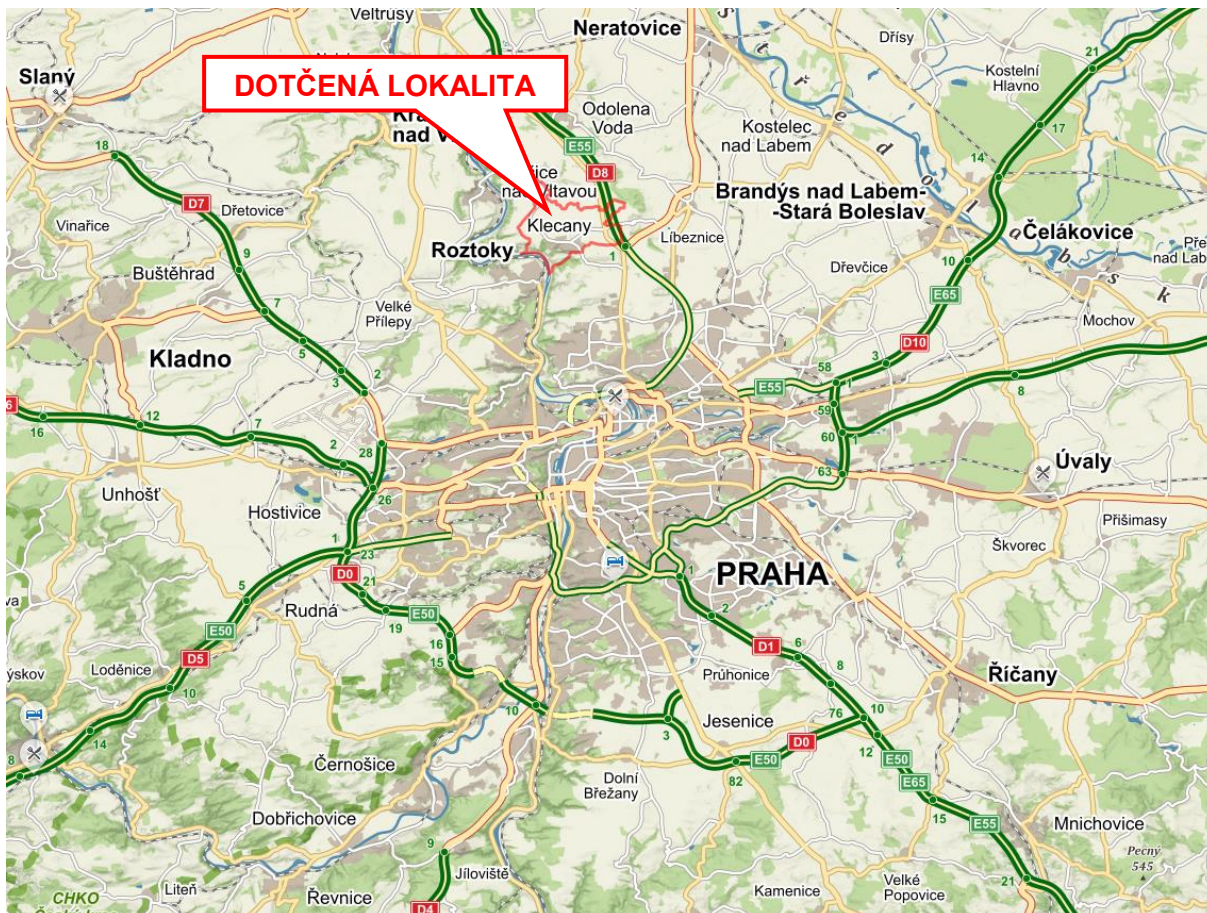 Veltrusy
Neratovice
Dřísy
21
Slaný
Kostelní
Hlavno
DOTČENÁ LOKALITA
Odolena
Voda
Kostelec
nad Labem
17
E55
18
D8
14
D7
Dřetovice
Brandýs nad Labem-
-Stará Boleslav
Vinařice
Klecany
Líbeznice
Čelákovice
Roztoky
1
Buštěhrad
9
Dřevčice
10
nad Lab
7
Velké
Přílepy
E65
Mochov
5
Kladno
3
2
D10
3
58
1
E55
8
6
16
12
7
59
2
28
60
1
63
Úvaly
Unhošť
26
Hostivice
Přišimasy
1
23
Škvorec
D0
PRAHA
1
21
5
Rudná
19
E50
2
E50
16
D1
6
15
Loděnice
D5
Průhonice
8
ýskov
Říčany
10
10
10
76
Jesenice
14
3
D0
12
8
E50
E50
Černošice
82
E65
Dolní
Břežany
15
E55
Dobřichovice
Mnichovice
9
Pecný
545
Jíloviště
21
CHKO
Liteň
Řevnice
D4
Kamenice
Velké
Popovice